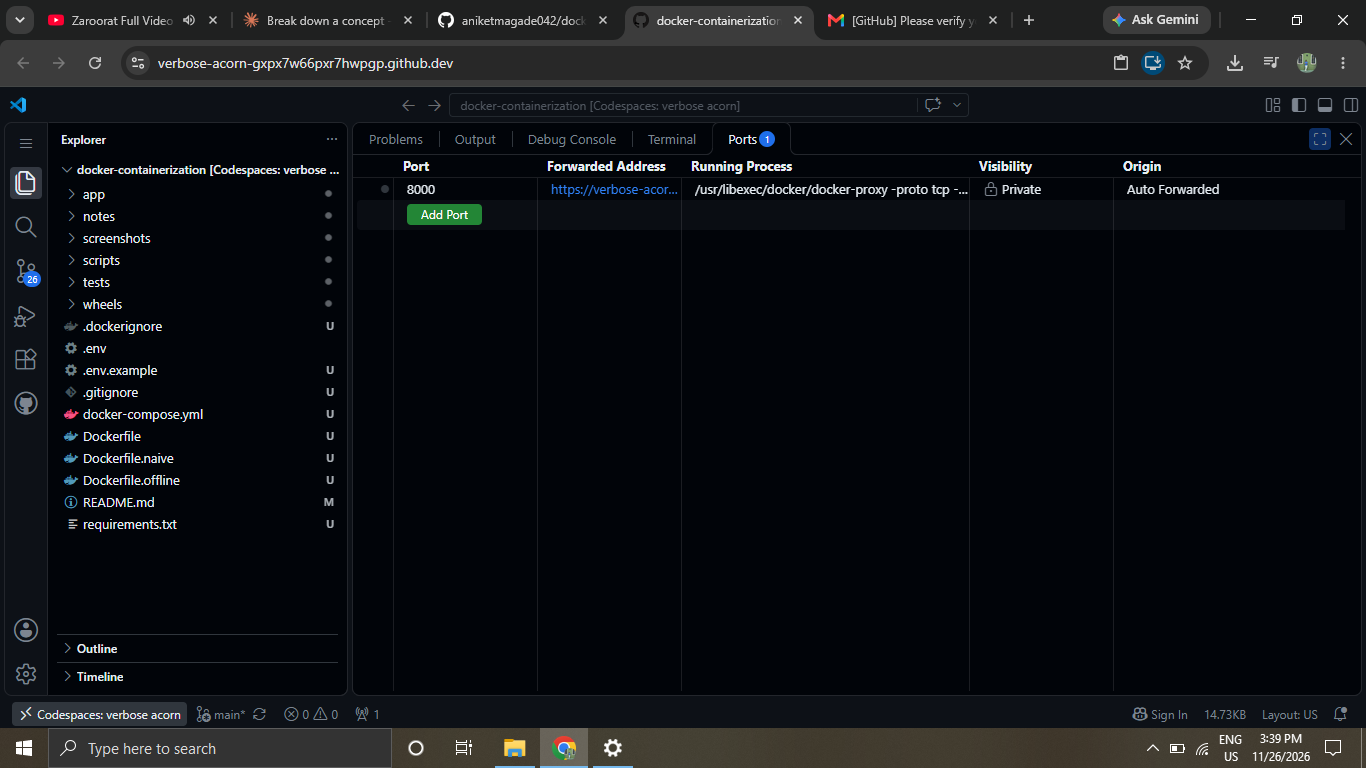 Zaroorat Full Video
Break down a concept
aniketmagade042/dock
docker-containerization
[GitHub] Please verify y
Ask Gemini
verbose-acorn-gxpx7w66pxr7hwpgp.github.dev
docker-containerization [Codespaces: verbose acorn]
Explorer
Problems
Output
Debug Console
Terminal
Ports
1
docker-containerization [Codespaces: verbose ...
Port
Forwarded Address
Running Process
Visibility
Origin
8000
https://verbose-acor...
/usr/libexec/docker/docker-proxy -proto tcp -...
Private
Auto Forwarded
Add Port
app
notes
screenshots
scripts
26
tests
wheels
.dockerignore U
.env
.env.example U
.gitignore U
docker-compose.yml U
Dockerfile U
Dockerfile.naive U
Dockerfile.offline U
README.md M
requirements.txt U
Outline
Timeline
Codespaces: verbose acorn
main*
0
0
1
Sign In
14.73KB
Layout: US
Type here to search
ENG
US
3:39 PM
11/26/2026